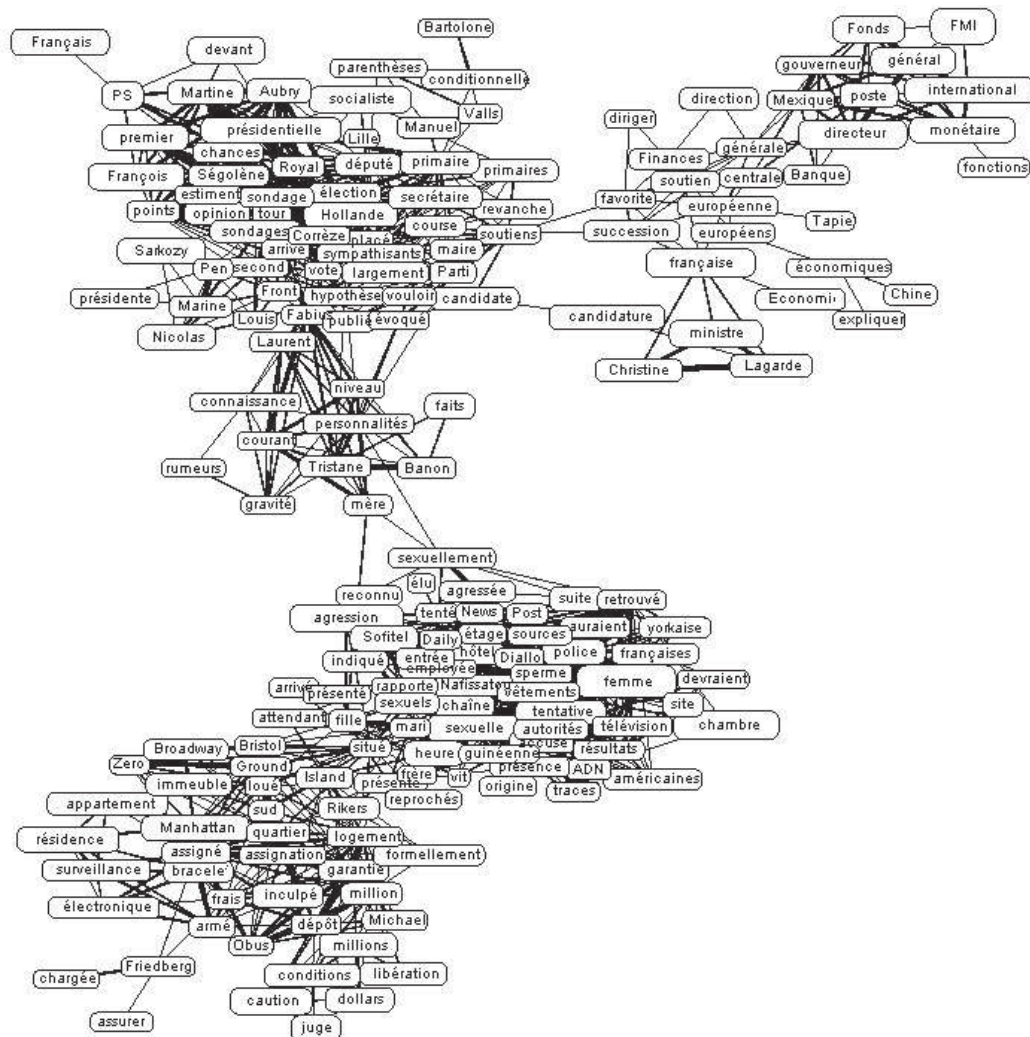 Français
devant
PS
Martine
Aubry
Bartolone
parenthèses
conditionnelle
socialiste
Valls
premier
présidentielle
Lille
Manuel
chances
Royal
député
primaire
François
Ségolène
estiment
sondage
élection
secrétaire
primaires
points
opinion
tour
Hollande
revanche
sondages
Corrèze
placé
course
soutiens
Sarkozy
arrive
sympathisants
maire
Pen
second
vote
largement
Parti
présidente
Marine
Front
hypothèse
vouloir
candidate
Nicolas
Louis
Fabius
publié
évoqué
Laurent
niveau
connaissance
faits
personnalités
courant
rumeurs
Tristane
Banon
gravité
mère
Fonds
FMI
gouverneur
général
direction
Mexique
poste
international
diriger
directeur
monétaire
Finances
générale
soutien
centrale
Banque
fonctions
favorite
européenne
Tapie
succession
européens
française
économiques
Economie
Chine
candidature
expliquer
ministre
Christine
Lagarde
sexuellement
élu
reconnu
agressée
suite
retrouvé
agression
tenté
News
Post
auraient
yorkaise
Sofitel
Daily
étage
sources
hôtel
police
françaises
indiqué
entrée
employée
Diallo
sperme
femme
devraient
arrivé
présenté
rapporte
Nafissatou
vêtements
sexuels
chaîne
tentative
site
attendant
fille
mari
sexuelle
autorités
télévision
chambre
Broadway
Bristol
situé
heure
guinéenne
accusé
résultats
Zero
Ground
Island
frère
vit
présence
ADN
américaines
immeuble
loué
présente
reprochés
origine
traces
appartement
sud
Rikers
Manhattan
quartier
logement
résidence
assigné
assignation
formellement
surveillance
bracelet
garantie
électronique
frais
inculpé
million
armé
dépôt
Michael
Obus
millions
Friedberg
conditions
libération
chargée
caution
dollars
assurer
juge